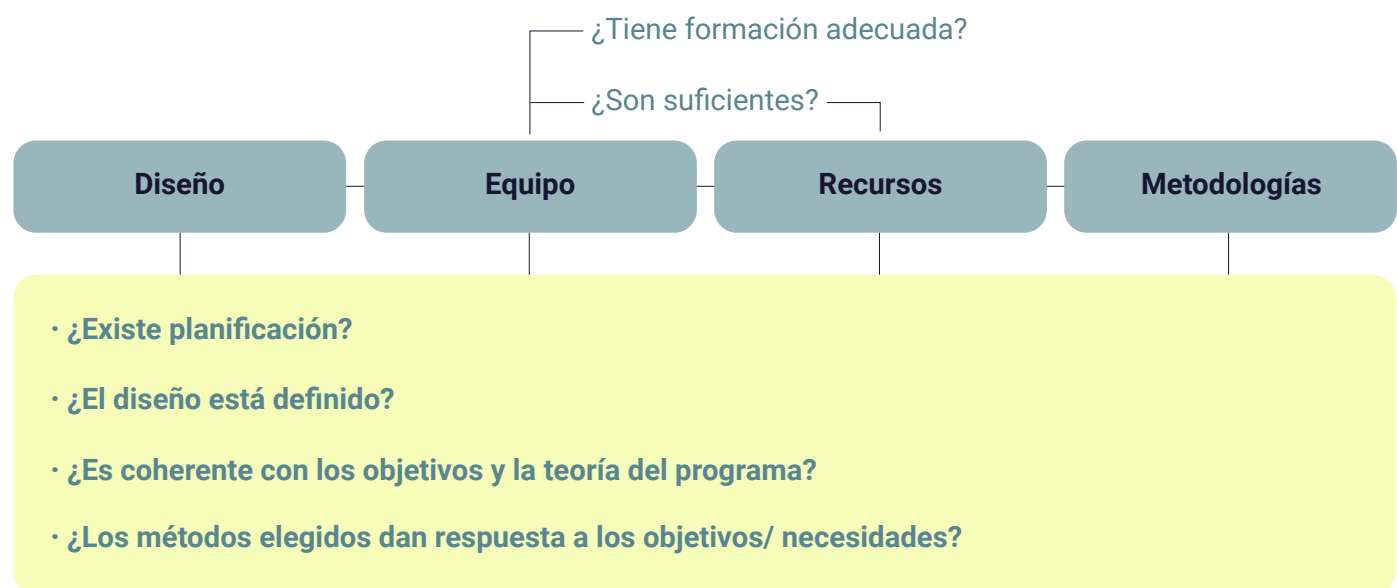 ¿Tiene formación adecuada?
¿Son suficientes?
Diseño
Equipo
Recursos
Metodologías
· ¿Existe planificación?
· ¿El diseño está definido?
· ¿Es coherente con los objetivos y la teoría del programa?
· ¿Los métodos elegidos dan respuesta a los objetivos/ necesidades?